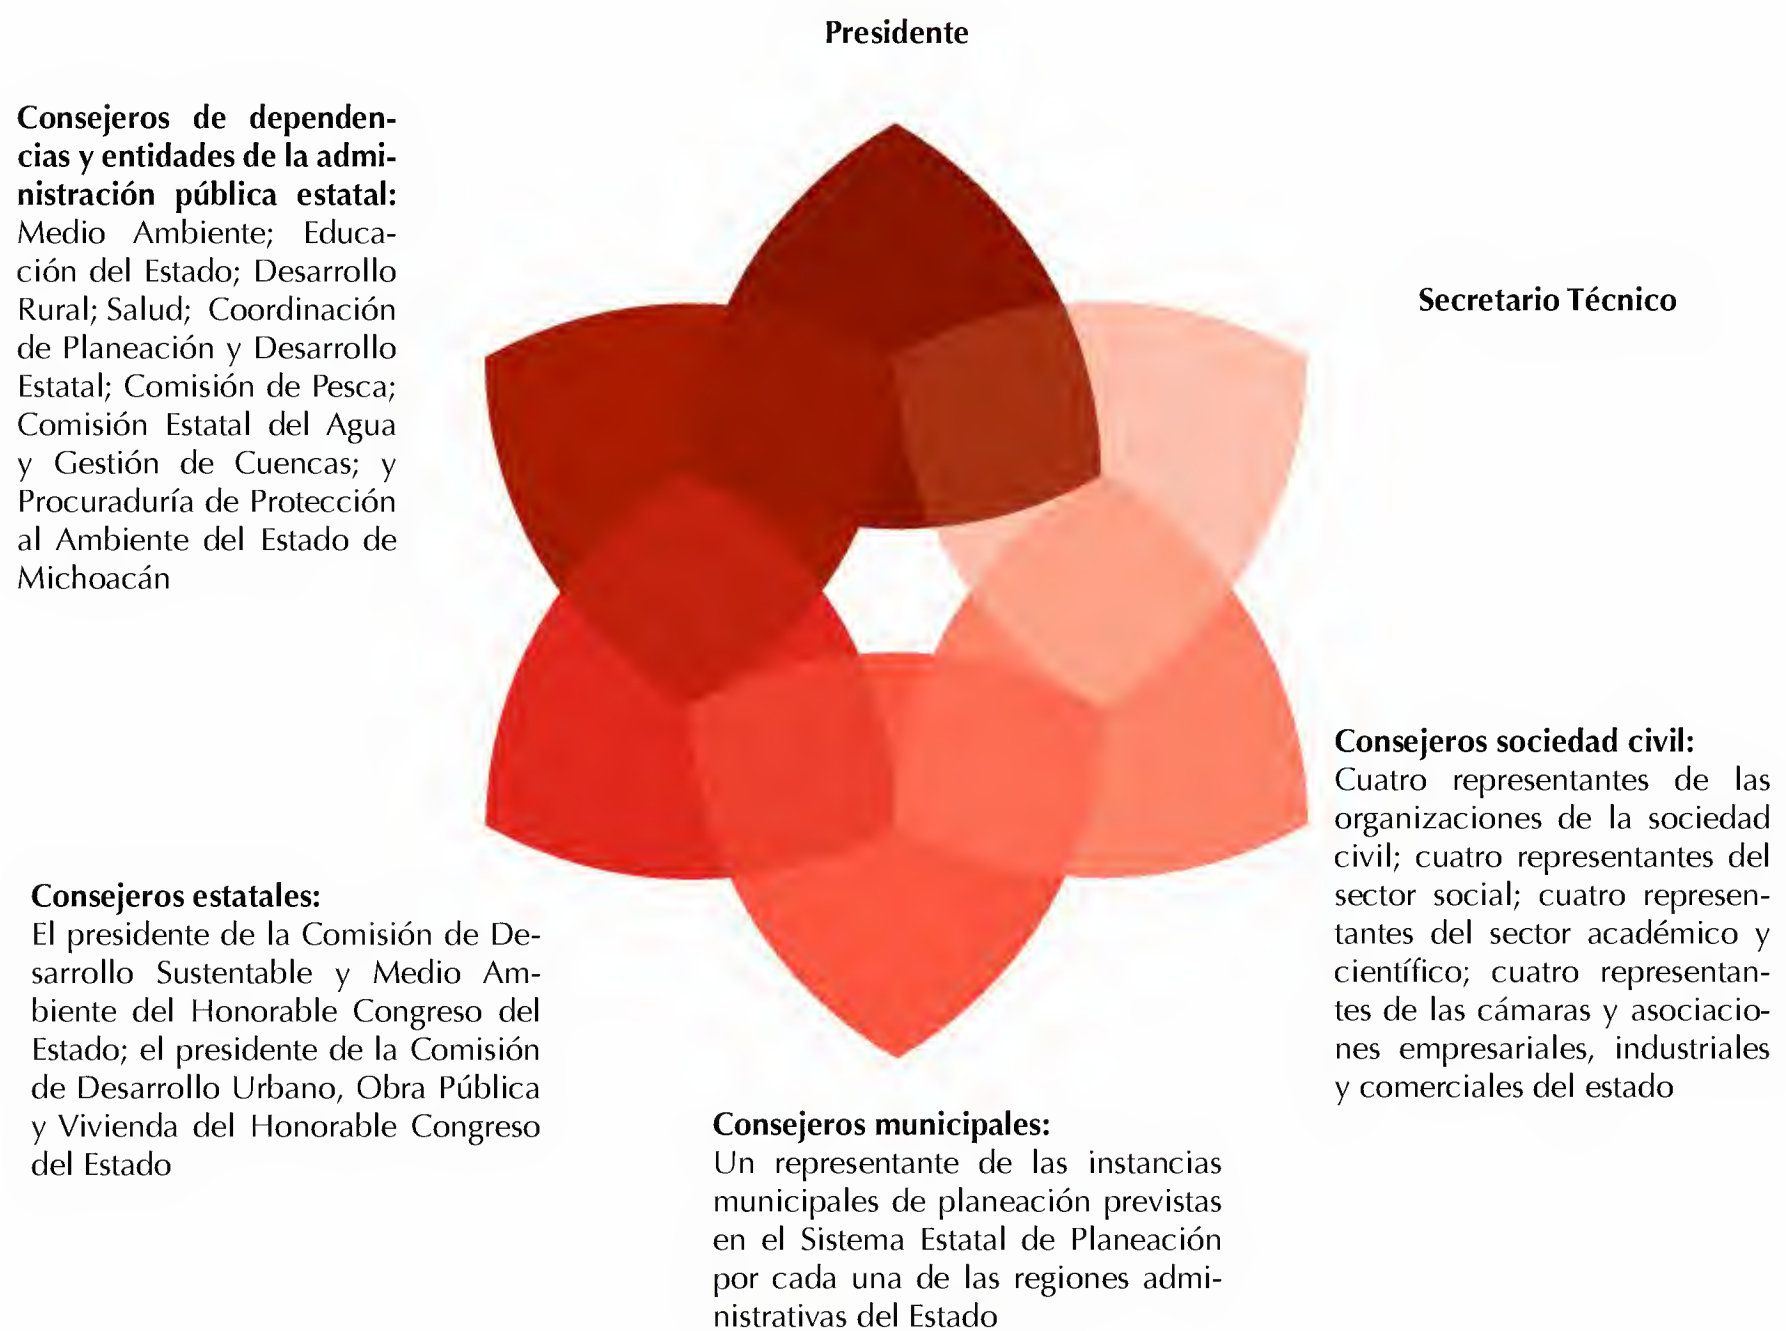 Presidente
Consejeros de dependen-
cias y entidades de la admi-
nistración pública estatal:
Medio Ambiente; Educa-
ción del Estado; Desarrollo
Rural; Salud; Coordinación
de Planeación y Desarrollo
Estatal; Comisión de Pesca;
Comisión Estatal del Agua
y Gestión de Cuencas; y
Procuraduría de Protección
al Ambiente del Estado de
Michoacán
Secretario Técnico
Consejeros sociedad civil:
Cuatro representantes de las
organizaciones de la sociedad
civil; cuatro representantes del
sector social; cuatro represen-
tantes del sector académico y
científico; cuatro representan-
tes de las cámaras y asociacio-
nes empresariales, industriales
y comerciales del estado
Consejeros estatales:
El presidente de la Comisión de De-
sarrollo Sustentable y Medio Am-
biente del Honorable Congreso del
Estado; el presidente de la Comisión
de Desarrollo Urbano, Obra Pública
y Vivienda del Honorable Congreso
del Estado
Consejeros municipales:
Un representante de las instancias
municipales de planeación previstas
en el Sistema Estatal de Planeación
por cada una de las regiones admi-
nistrativas del Estado